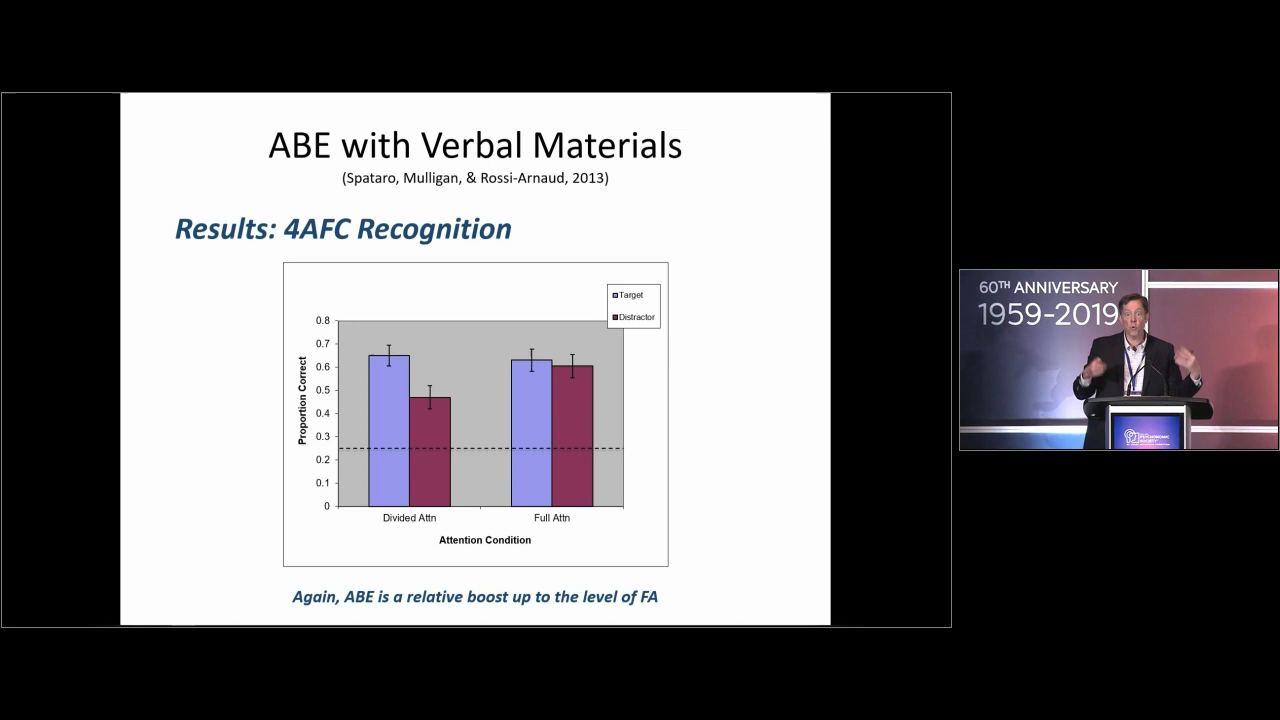 ABE with Verbal Materials
(Spataro, Mulligan, & Rossi-Arnaud, 2013)
Results: 4AFC Recognition
Target
Distractor
0.8
0.7
0.6
0.5
0.4
0.3
0.2
0.1
0
Proportion Correct
Divided Attn
Full Attn
Attention Condition
Again, ABE is a relative boost up to the level of FA
60TH ANNIVERSARY
1959-2019
PSYCHONOMIC
SOCIETY